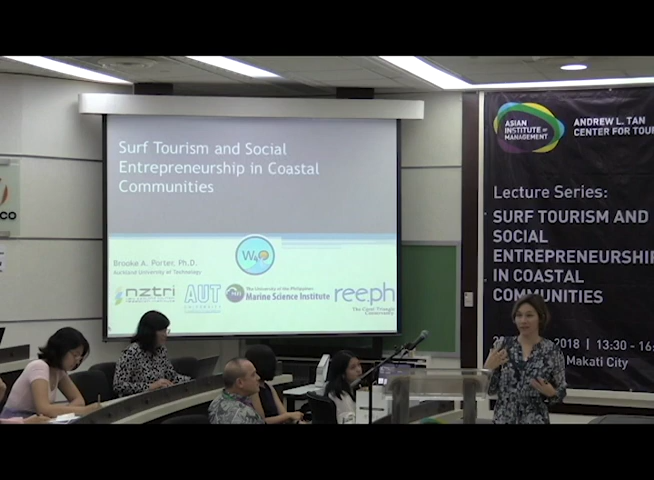 Surf Tourism and Social
Entrepreneurship in Coastal
Communities
Brooke A. Porter, Ph.D.
Auckland University of Technology
nztri
AUT
UNIVERSITY
The University of the Philippines
Marine Science Institute
reeph
The Coral Triangle
Conservancy
CO
ASIAN
INSTITUTE OF
MANAGEMENT
ANDREW L. TAN
CENTER FOR TOUR
Lecture Series:
SURF TOURISM AND
SOCIAL
ENTREPRENEURSHIP
IN COASTAL
COMMUNITIES
2018 | 13:30 - 16
Makati City